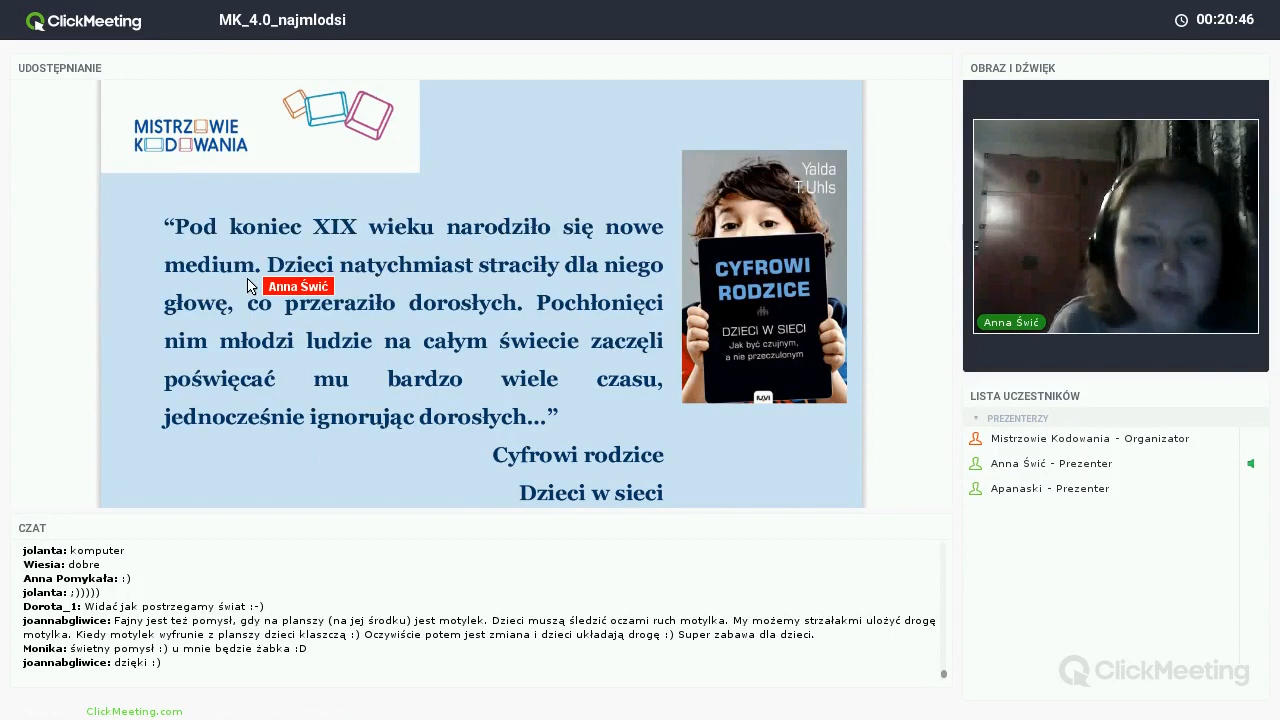 ClickMeeting
MK_4.0_najmlodsi
00:20:46
UDOSTĘPNIANIE
MISTRZOWIE
KODOWANIA
“Pod koniec XIX wieku narodziło się nowe
medium. Dzieci natychmiast straciły dla niego
Anna Świć
głowę, co przeraziło dorosłych. Pochłonięci
nim młodzi ludzie na całym świecie zaczęli
poświęcać mu bardzo wiele czasu,
jednocześnie ignorując dorosłych...”
Cyfrowi rodzice
Dzieci w sieci
Yalda
T. Uhls
CYFROWI
RODZICE
DZIECI W SIECI
Jak być czujnym,
a nie przeczulonym
OBRAZ I DŹWIĘK
Anna Świć
LISTA UCZESTNIKÓW
PREZENTERZY
Mistrzowie Kodowania - Organizator
Anna Świć - Prezenter
Apanaski - Prezenter
CZAT
jolanta: komputer
Wiesia: dobre
Anna Pomykała: :)
jolanta: ;)))))
Dorota_1: Widać jak postrzegamy świat :-)
joannabgliwice: Fajny jest też pomysł, gdy na planszy (na jej środku) jest motylek. Dzieci muszą śledzić oczami ruch motylka. My możemy strzałakmi ulożyć drogę
motylka. Kiedy motylek wyfrunie z planszy dzieci klaszczą :) Oczywiście potem jest zmiana i dzieci układają drogę :) Super zabawa dla dzieci.
Monika: świetny pomysł :) u mnie będzie żabka :D
joannabgliwice: dzięki :)
ClickMeeting
ClickMeeting.com